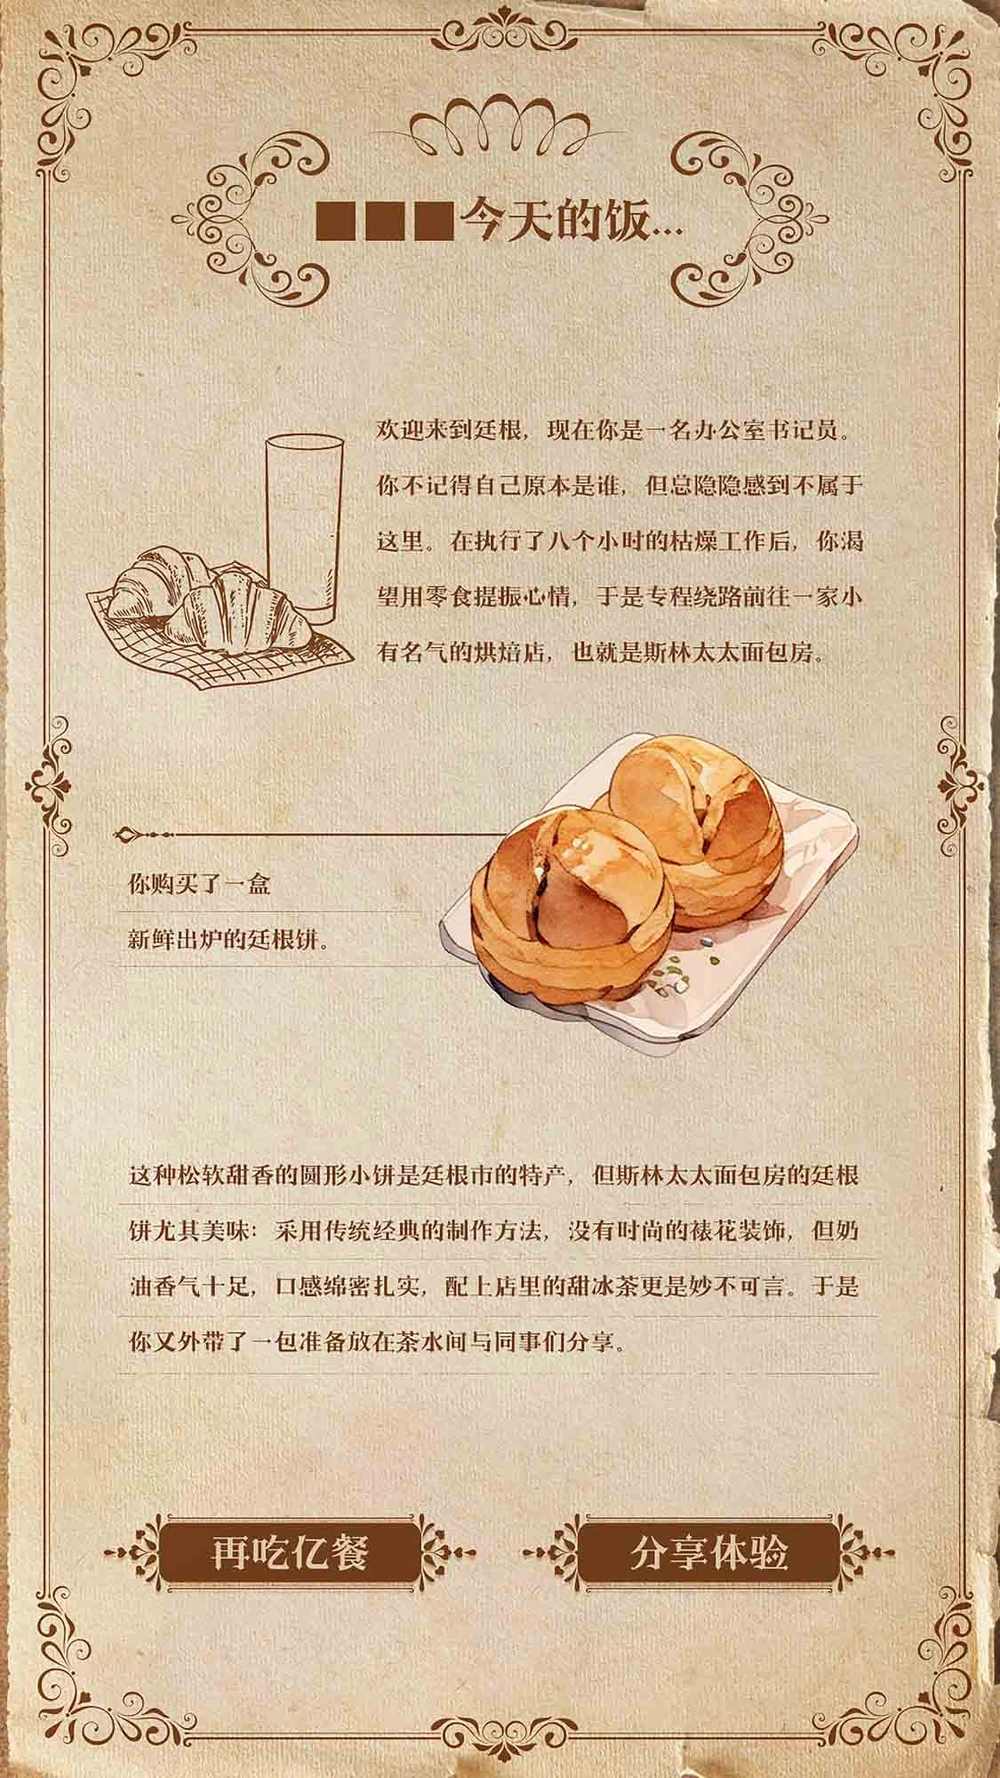 ■■■今天的饭...
欢迎来到廷根，现在你是一名办公室书记员。
你不记得自己原本是谁，但总隐隐感到不属于
这里。在执行了八个小时的枯燥工作后，你渴
望用零食提振心情，于是专程绕路前往一家小
有名气的烘焙店，也就是斯林太太面包房。
你购买了一盒
新鲜出炉的廷根饼。
这种松软甜香的圆形小饼是廷根市的特产，但斯林太太面包房的廷根
饼尤其美味：采用传统经典的制作方法，没有时尚的裱花装饰，但奶
油香气十足，口感绵密扎实，配上店里的甜冰茶更是妙不可言。于是
你又外带了一包准备放在茶水间与同事们分享。
再吃亿餐
分享体验